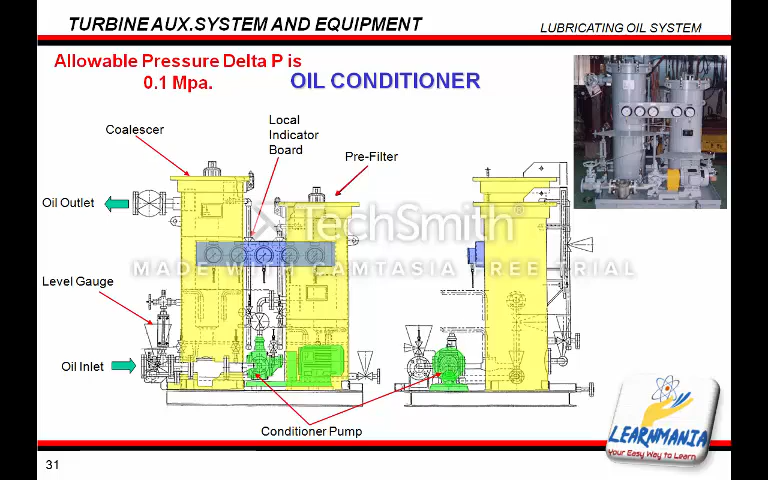 TURBINE AUX.SYSTEM AND EQUIPMENT
LUBRICATING OIL SYSTEM
Allowable Pressure Delta P is
0.1 Mpa.
OIL CONDITIONER
Coalescer
Local
Indicator
Board
Pre-Filter
Oil Outlet
TechSmith®
MADE WITH CAMTASIA FREE TRIAL
Level Gauge
Oil Inlet
Conditioner Pump
LEARNMANIA
Your Easy Way to Learn
31